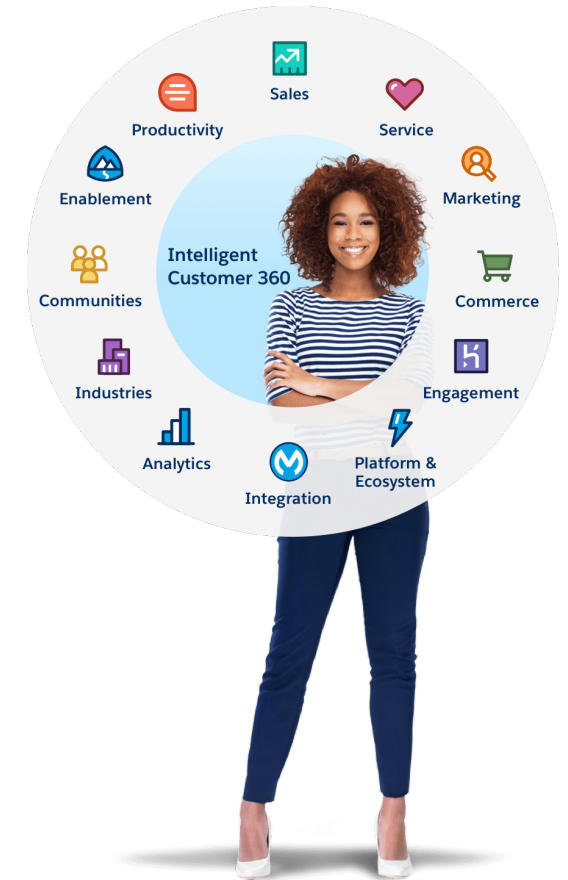 Sales
Service
Marketing
Commerce
Engagement
Platform &
Ecosystem
Integration
Analytics
Industries
Communities
Enablement
Productivity
Intelligent
Customer 360